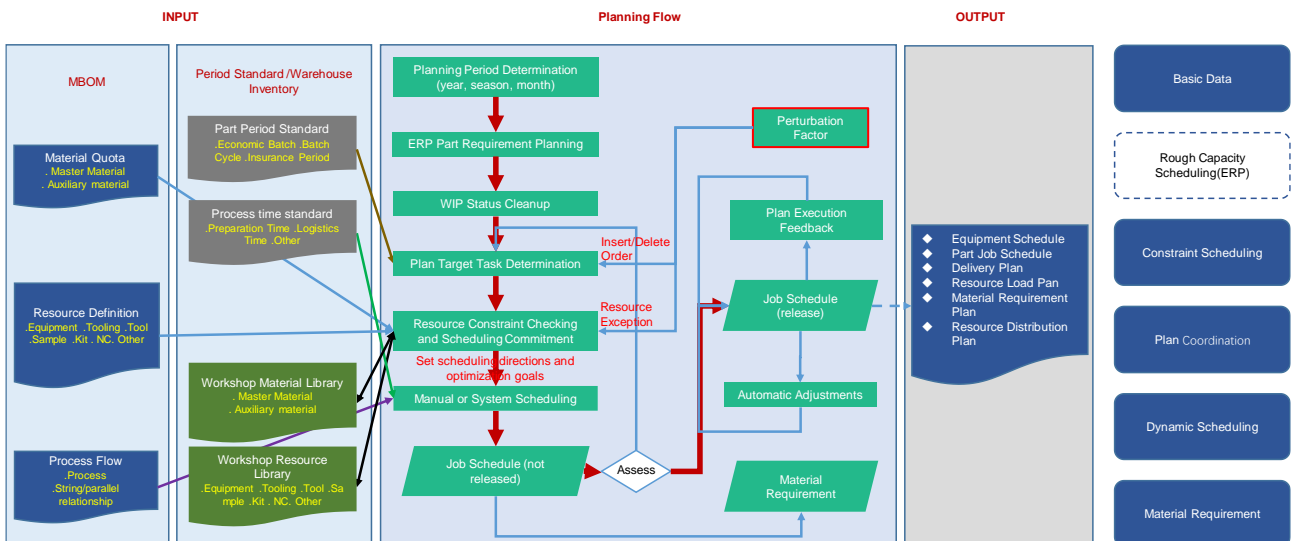 INPUT
Planning Flow
OUTPUT
MBOM
Material Quota
. Master Material
. Auxiliary material
Resource Definition
.Equipment .Tooling .Tool
.Sample .Kit . NC. Other
Process Flow
.Process
.String/parallel
relationship
Period Standard /Warehouse
Inventory
Part Period Standard
.Economic Batch .Batch
Cycle .Insurance Period
Process time standard
.Preparation Time .Logistics
Time .Other
Workshop Material Library
. Master Material
. Auxiliary material
Workshop Resource
Library
.Equipment .Tooling .Tool .Sa
mple .Kit . NC. Other
Planning Period Determination
(year, season, month)
ERP Part Requirement Planning
WIP Status Cleanup
Plan Target Task Determination
Resource Constraint Checking
and Scheduling Commitment
Set scheduling directions and
optimization goals
Manual or System Scheduling
Job Schedule (not
released)
Assess
Insert/Delete
Order
Resource
Exception
Perturbation
Factor
Plan Execution
Feedback
Job Schedule
(release)
Automatic Adjustments
Material
Requirement
◆ Equipment Schedule
◆ Part Job Schedule
◆ Delivery Plan
◆ Resource Load Pan
◆ Material Requirement
Plan
◆ Resource Distribution
Plan
Basic Data
Rough Capacity
Scheduling(ERP)
Constraint Scheduling
Plan Coordination
Dynamic Scheduling
Material Requirement